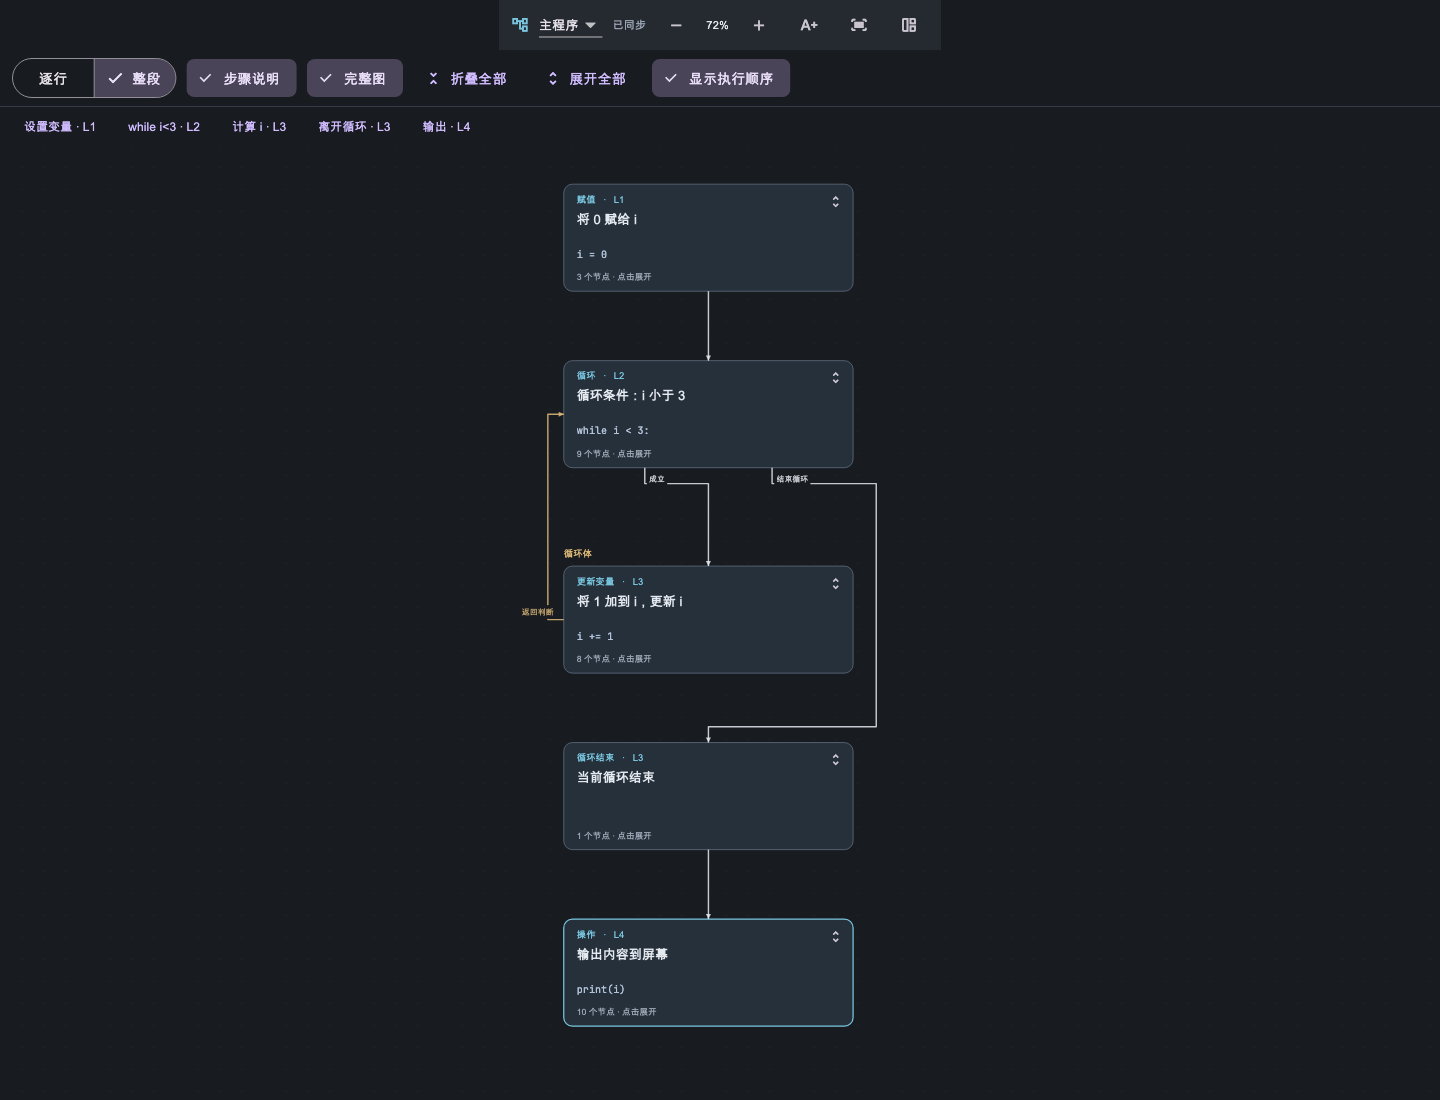 主程序
已同步
72%
A+
逐行
整段
步骤说明
完整图
折叠全部
展开全部
显示执行顺序
设置变量 · L1
while i<3 · L2
计算 i · L3
离开循环 · L3
输出 · L4
赋值 · L1
将 0 赋给 i
i = 0
3 个节点 · 点击展开
循环 · L2
循环条件：i 小于 3
while i < 3:
9 个节点 · 点击展开
成立
结束循环
循环体
更新变量 · L3
将 1 加到 i，更新 i
返回判断
i += 1
8 个节点 · 点击展开
循环结束 · L3
当前循环结束
1 个节点 · 点击展开
操作 · L4
输出内容到屏幕
print(i)
10 个节点 · 点击展开